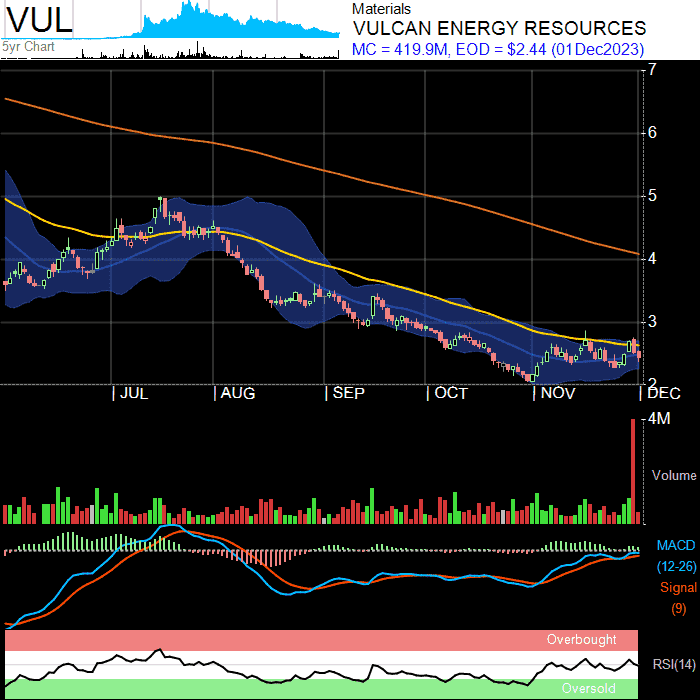 VUL
5yr Chart
Materials
VULCAN ENERGY RESOURCES
MC = 419.9M, EOD = $2.44 (01Dec2023)
7
6
5
4
3
2
JUL AUG SEP OCT NOV DEC
4M
Volume
MACD
(12-26)
Signal
(9)
Overbought
RSI(14)
Oversold